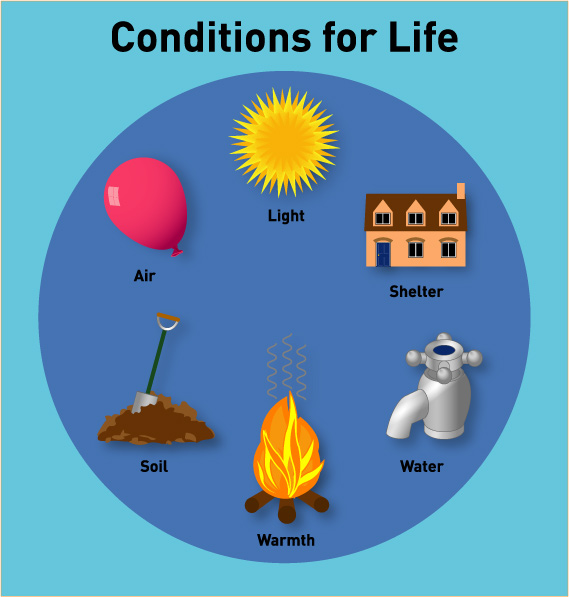 Conditions for Life
Light
Air
Shelter
Soil
Water
Warmth